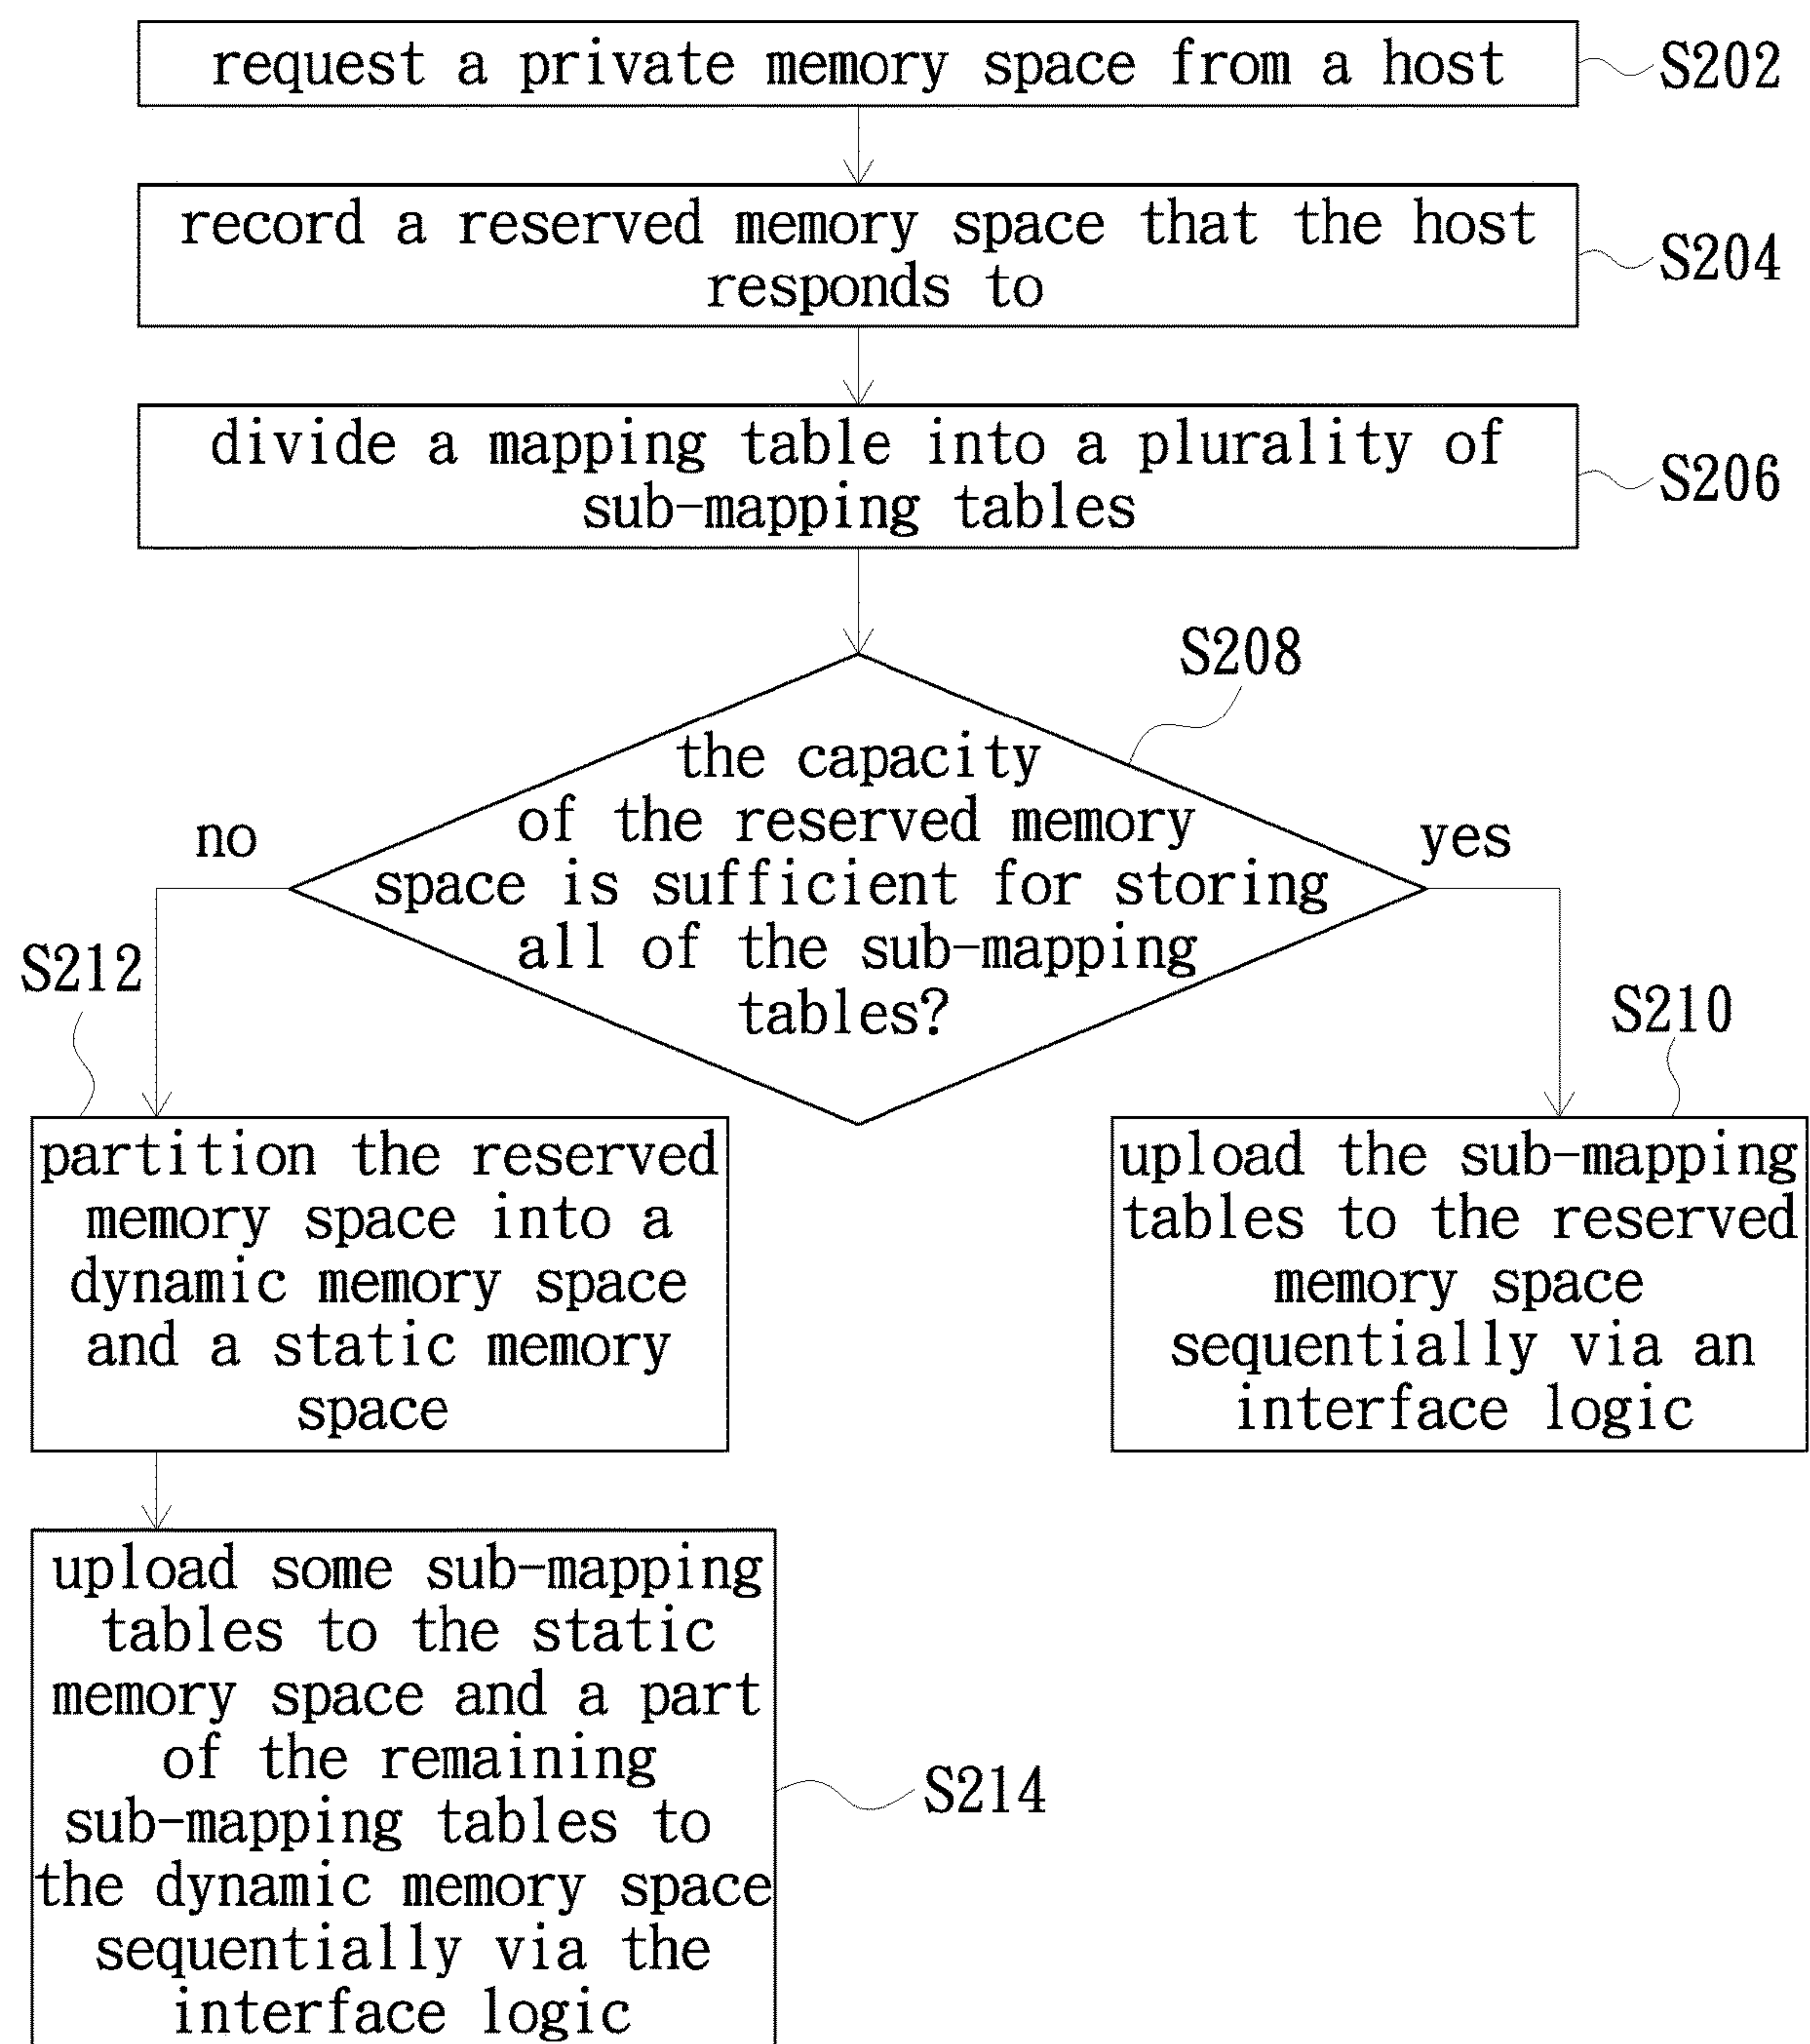 request a private memory space from a host
S202
record a reserved memory space that the host
responds to
S204
divide a mapping table into a plurality of
sub-mapping tables
S206
S208
the capacity
of the reserved memory
space is sufficient for storing
all of the sub-mapping
tables?
no
yes
S212
partition the reserved
memory space into a
dynamic memory space
and a static memory
space
S210
upload the sub-mapping
tables to the reserved
memory space
sequentially via an
interface logic
upload some sub-mapping
tables to the static
memory space and a part
of the remaining
sub-mapping tables to
the dynamic memory space
sequentially via the
interface logic
S214